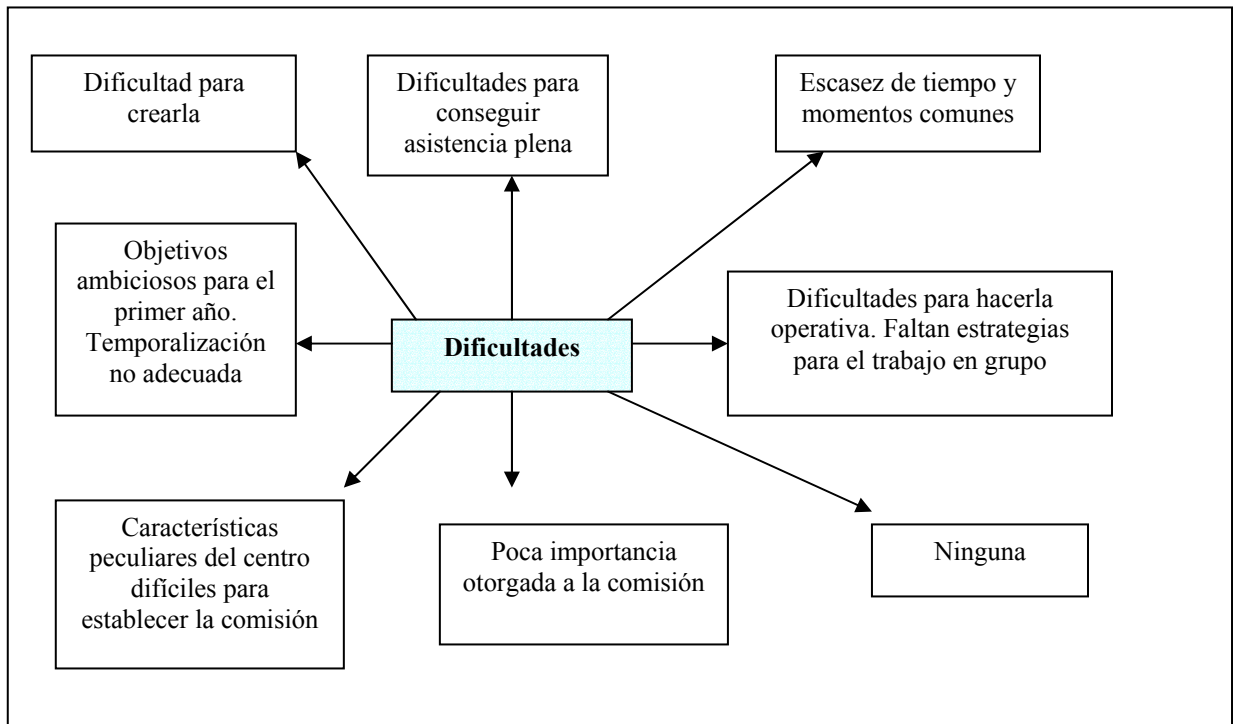 Dificultad para
crearla
Dificultades para
conseguir
asistencia plena
Escasez de tiempo y
momentos comunes
Objetivos
ambiciosos para el
primer año.
Temporalización
no adecuada
Dificultades
Dificultades para hacerla
operativa. Faltan estrategias
para el trabajo en grupo
Características
peculiares del centro
difíciles para
establecer la comisión
Poca importancia
otorgada a la comisión
Ninguna